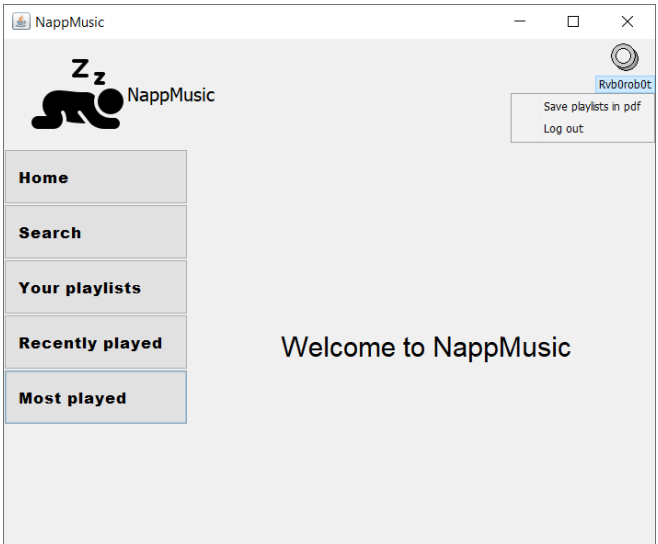 NappMusic
Z z
NappMusic
Rvb0rob0t
Save playlists in pdf
Log out
Home
Search
Your playlists
Recently played
Most played
Welcome to NappMusic